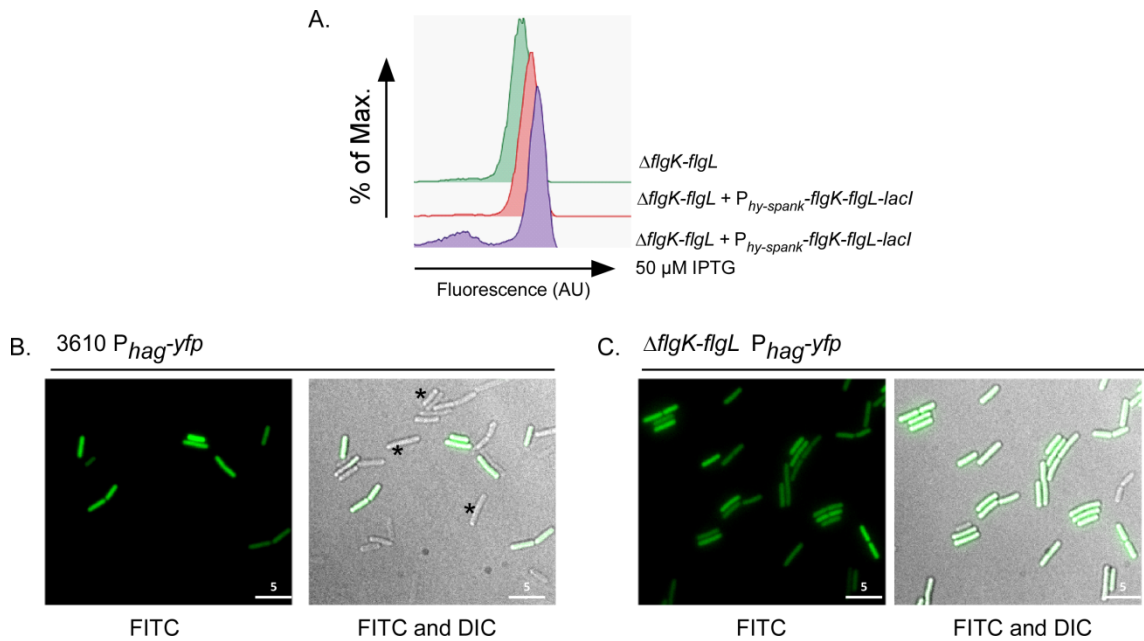 A.
% of Max.
ΔflgK-flgL
ΔflgK-flgL + Phy-spank-flgK-flgL-lacI
ΔflgK-flgL + Phy-spank-flgK-flgL-lacI
50 µM IPTG
Fluorescence (AU)
B. 3610 Phag-yfp
C. ΔflgK-flgL Phag-yfp
*
*
*
5
5
5
5
FITC
FITC and DIC
FITC
FITC and DIC